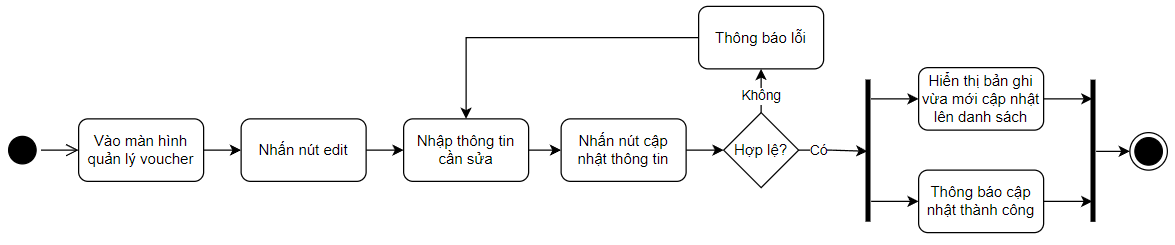 Thông báo lỗi
Không
Vào màn hình
quản lý voucher
Nhấn nút edit
Nhập thông tin
cần sửa
Nhấn nút cập
nhật thông tin
Hợp lệ?
Có
Hiển thị bản ghi
vừa mới cập nhật
lên danh sách
Thông báo cập
nhật thành công